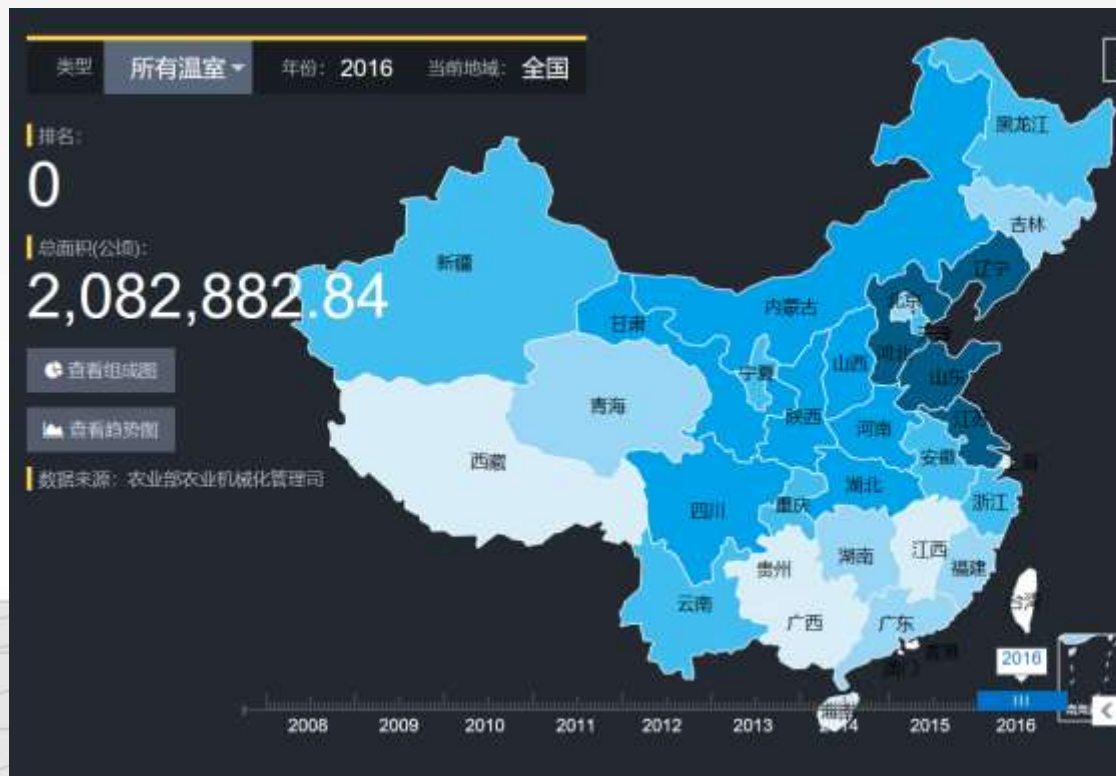 类型 所有温室 年份: 2016 当前地域: 全国
排名:
0
总面积(公顷):
2,082,882.84
查看组成图
查看趋势图
数据来源: 农业部农业机械化管理司
黑龙江
吉林
辽宁
新疆
内蒙古
北京
甘肃
河北
山西
山东
宁夏
青海
陕西
河南
江苏
西藏
安徽
湖北
四川
重庆
浙江
湖南
江西
贵州
福建
云南
广西
广东
台湾
2016
2008 2009 2010 2011 2012 2013 2014 2015 2016